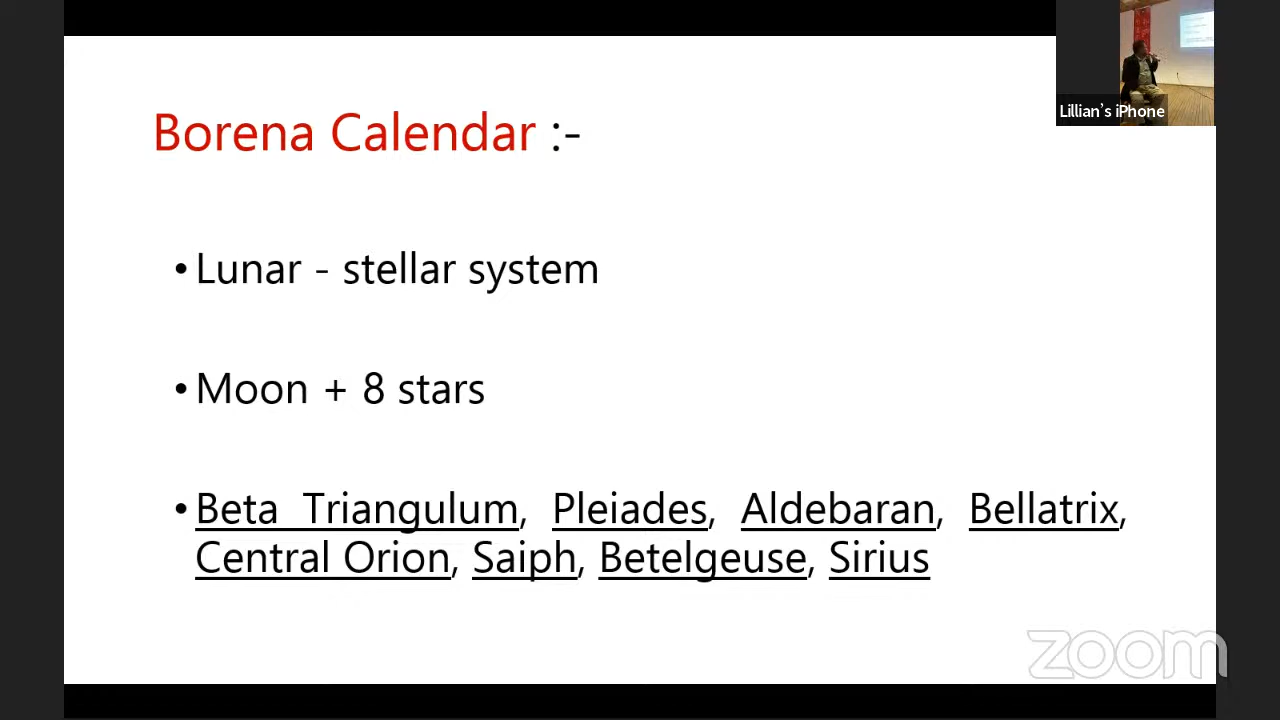 Borena Calendar :-
Lillian's iPhone
•Lunar - stellar system
•Moon + 8 stars
•Beta Triangulum, Pleiades, Aldebaran, Bellatrix,
Central Orion, Saiph, Betelgeuse, Sirius
zoom